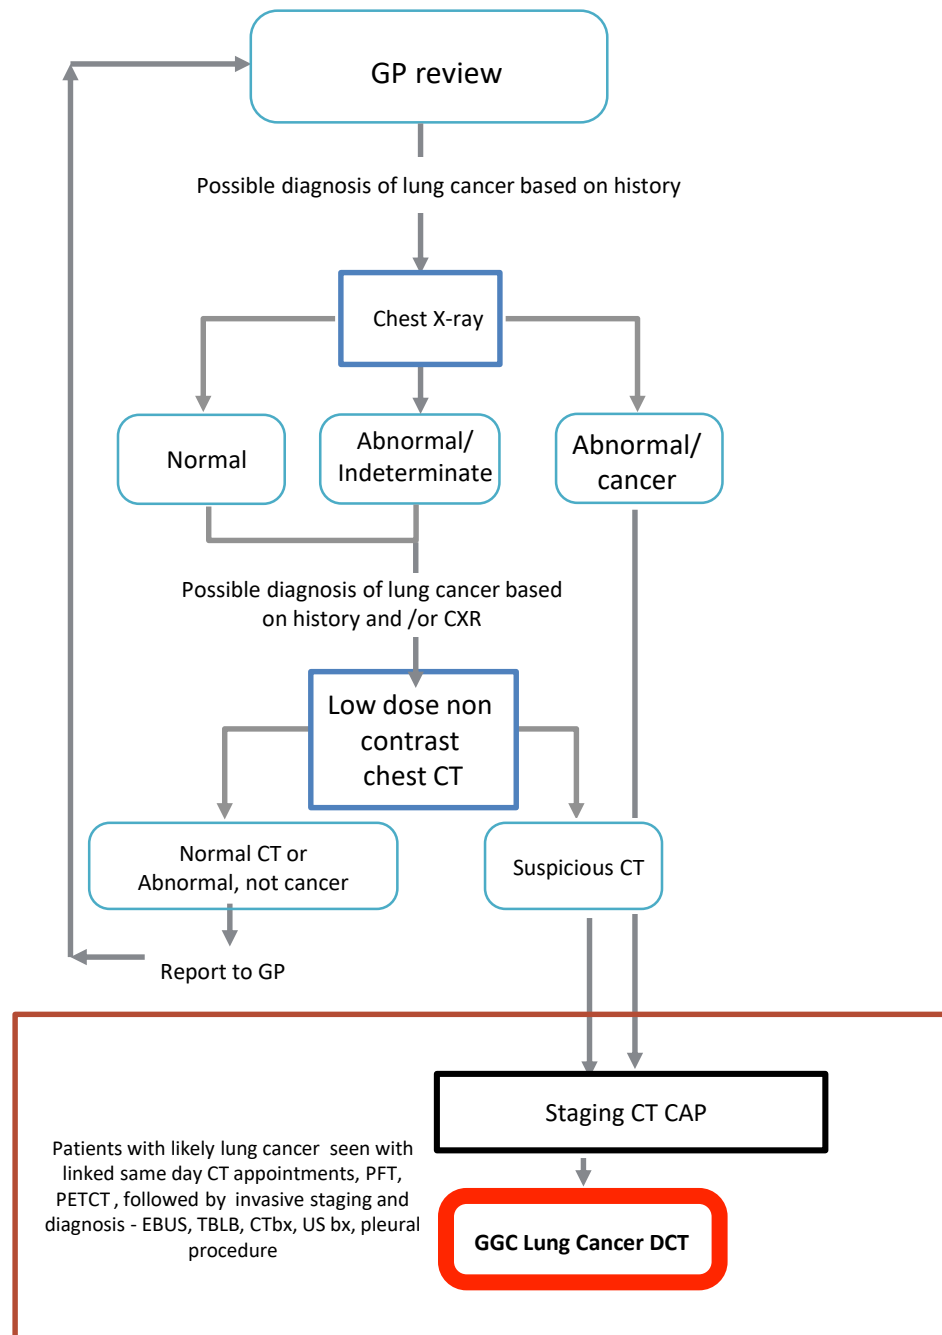 GP review
Possible diagnosis of lung cancer based on history
Chest X-ray
Normal
Abnormal/
Indeterminate
Abnormal/
cancer
Possible diagnosis of lung cancer based
on history and /or CXR
Low dose non
contrast
chest CT
Normal CT or
Abnormal, not cancer
Suspicious CT
Report to GP
Staging CT CAP
Patients with likely lung cancer seen with
linked same day CT appointments, PFT,
PETCT , followed by invasive staging and
diagnosis - EBUS, TBLB, CTbx, US bx, pleural
procedure
GGC Lung Cancer DCT